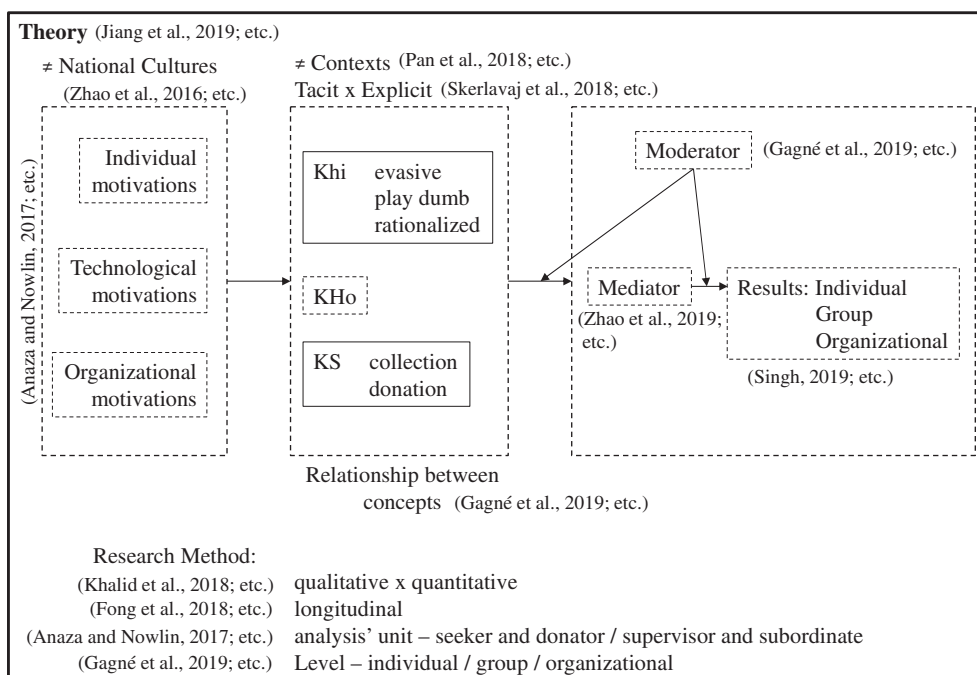 Theory (Jiang et al., 2019; etc.)
≠ National Cultures
(Zhao et al., 2016; etc.)
≠ Contexts (Pan et al., 2018; etc.)
Tacit x Explicit (Skerlavaj et al., 2018; etc.)
(Anaza and Nowlin, 2017; etc.)
Individual
motivations
Technological
motivations
Organizational
motivations
Khi evasive
play dumb
rationalized
KHo
KS collection
donation
Relationship between
concepts (Gagné et al., 2019; etc.)
Moderator (Gagné et al., 2019; etc.)
Mediator
(Zhao et al., 2019;
etc.)
Results: Individual
Group
Organizational
(Singh, 2019; etc.)
Research Method:
(Khalid et al., 2018; etc.) qualitative x quantitative
(Fong et al., 2018; etc.) longitudinal
(Anaza and Nowlin, 2017; etc.) analysis’ unit – seeker and donator / supervisor and subordinate
(Gagné et al., 2019; etc.) Level – individual / group / organizational